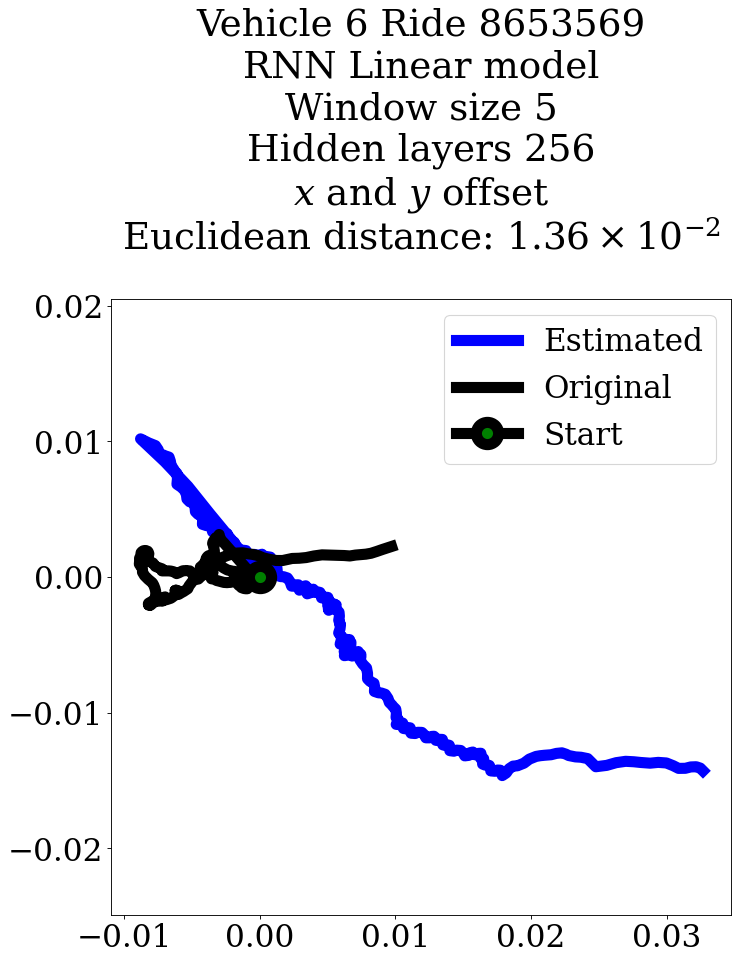 Vehicle 6 Ride 8653569
RNN Linear model
Window size 5
Hidden layers 256
x and y offset
Euclidean distance: 1.36 × 10⁻²
0.02
0.01
0.00
−0.01
−0.02
Estimated
Original
Start
−0.01 0.00 0.01 0.02 0.03